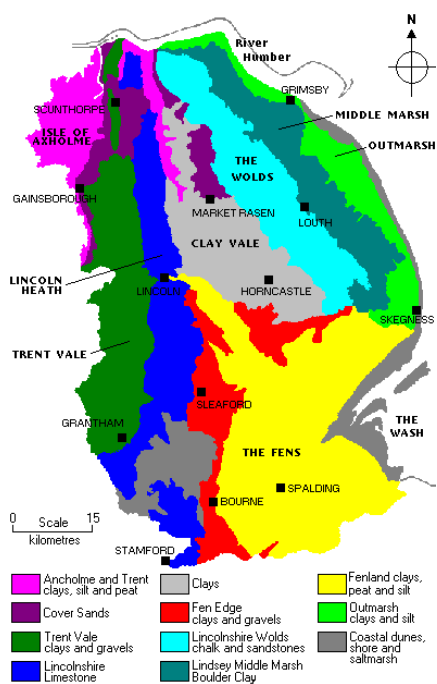 N
River
Humber
GRIMSBY
SCUNTHORPE
MIDDLE MARSH
ISLE OF
AXHOLME
OUTMARSH
THE
WOLDS
GAINSBOROUGH
MARKET RASEN
LOUTH
CLAY VALE
LINCOLN
HEATH
LINCOLN
HORNCASTLE
SKEGNESS
TRENT VALE
SLEAFORD
GRANTHAM
THE
WASH
THE FENS
SPALDING
BOURNE
0 Scale 15
kilometres
STAMFORD
Ancholme and Trent
clays, silt and peat
Clays
Fenland clays,
peat and silt
Cover Sands
Fen Edge
clays and gravels
Outmarsh
clays and silt
Trent Vale
clays and gravels
Lincolnshire Wolds
chalk and sandstones
Coastal dunes,
shore and
saltmarsh
Lincolnshire
Limestone
Lindsey Middle Marsh
Boulder Clay